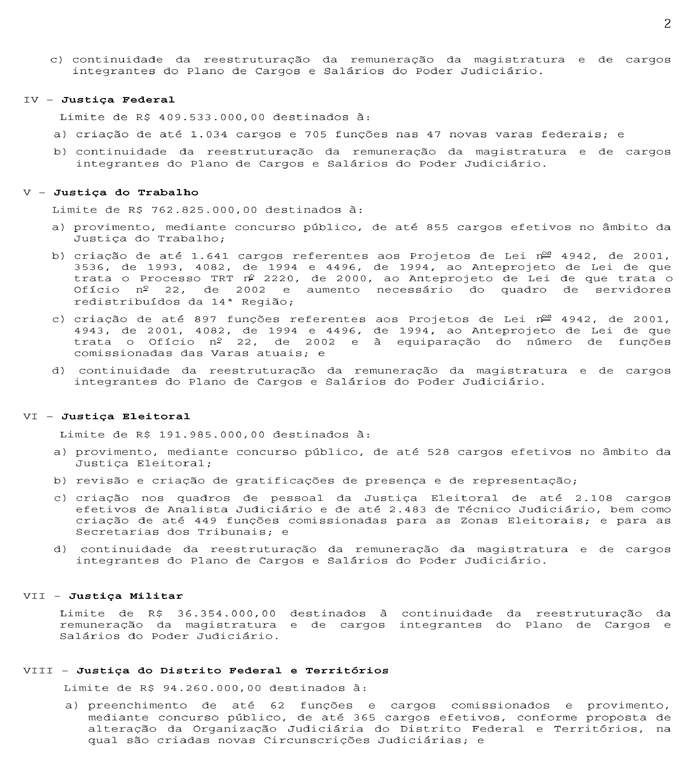 2
c) continuidade da reestruturação da remuneração da magistratura e de cargos
integrantes do Plano de Cargos e Salários do Poder Judiciário.
IV - Justiça Federal
Limite de R$ 409.533.000,00 destinados à:
a) criação de até 1.034 cargos e 705 funções nas 47 novas varas federais; e
b) continuidade da reestruturação da remuneração da magistratura e de cargos
integrantes do Plano de Cargos e Salários do Poder Judiciário.
V - Justiça do Trabalho
Limite de R$ 762.825.000,00 destinados à:
a) provimento, mediante concurso público, de até 855 cargos efetivos no âmbito da
Justiça do Trabalho;
b) criação de até 1.641 cargos referentes aos Projetos de Lei nºs 4942, de 2001,
3536, de 1993, 4082, de 1994 e 4496, de 1994, ao Anteprojeto de Lei de que
trata o Processo TRT nº 2220, de 2000, ao Anteprojeto de Lei de que trata o
Ofício nº 22, de 2002 e aumento necessário do quadro de servidores
redistribuídos da 14ª Região;
c) criação de até 897 funções referentes aos Projetos de Lei nºs 4942, de 2001,
4943, de 2001, 4082, de 1994 e 4496, de 1994, ao Anteprojeto de Lei de que
trata o Ofício nº 22, de 2002 e à equiparação do número de funções
comissionadas das Varas atuais; e
d) continuidade da reestruturação da remuneração da magistratura e de cargos
integrantes do Plano de Cargos e Salários do Poder Judiciário.
VI - Justiça Eleitoral
Limite de R$ 191.985.000,00 destinados à:
a) provimento, mediante concurso público, de até 528 cargos efetivos no âmbito da
Justiça Eleitoral;
b) revisão e criação de gratificações de presença e de representação;
c) criação nos quadros de pessoal da Justiça Eleitoral de até 2.108 cargos
efetivos de Analista Judiciário e de até 2.483 de Técnico Judiciário, bem como
criação de até 449 funções comissionadas para as Zonas Eleitorais; e para as
Secretarias dos Tribunais; e
d) continuidade da reestruturação da remuneração da magistratura e de cargos
integrantes do Plano de Cargos e Salários do Poder Judiciário.
VII - Justiça Militar
Limite de R$ 36.354.000,00 destinados à continuidade da reestruturação da
remuneração da magistratura e de cargos integrantes do Plano de Cargos e
Salários do Poder Judiciário.
VIII - Justiça do Distrito Federal e Territórios
Limite de R$ 94.260.000,00 destinados à:
a) preenchimento de até 62 funções e cargos comissionados e provimento,
mediante concurso público, de até 365 cargos efetivos, conforme proposta de
alteração da Organização Judiciária do Distrito Federal e Territórios, na
qual são criadas novas Circunscrições Judiciárias; e